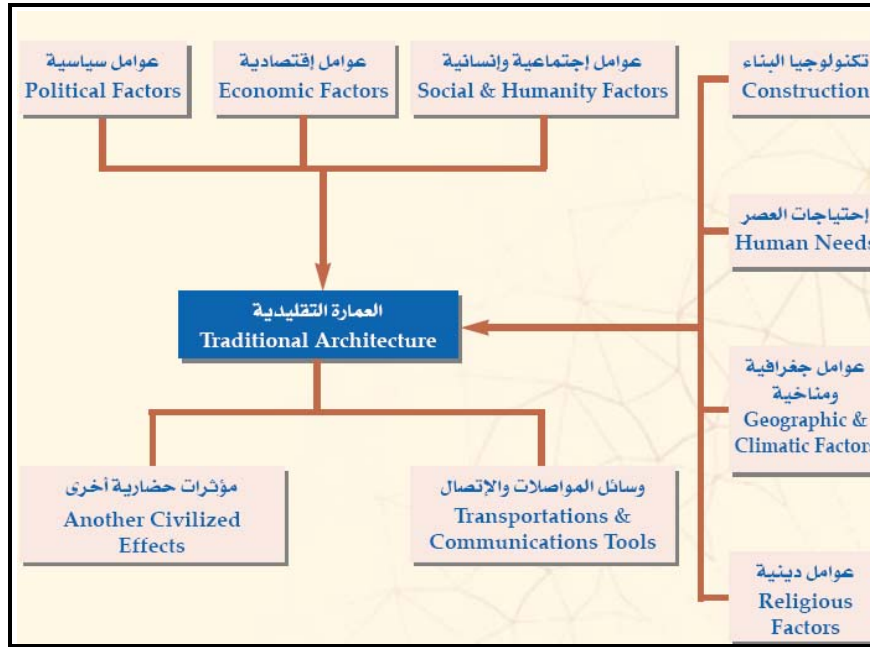 عوامل سياسية
Political Factors
عوامل إقتصادية
Economic Factors
عوامل إجتماعية وإنسانية
Social & Humanity Factors
تكنولوجيا البناء
Construction
إحتياجات العصر
Human Needs
العمارة التقليدية
Traditional Architecture
عوامل جغرافية
ومناخية
Geographic &
Climatic Factors
مؤثرات حضارية أخرى
Another Civilized
Effects
وسائل المواصلات والإتصال
Transportations &
Communications Tools
عوامل دينية
Religious
Factors